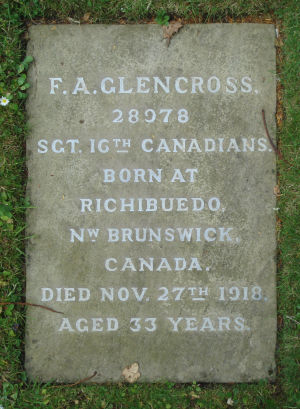 F. A. GLENCROSS.
28978
SGT. 16TH CANADIANS.
BORN AT
RICHIBUEDO,
NW BRUNSWICK,
CANADA.
DIED NOV. 27TH 1918.
AGED 33 YEARS.